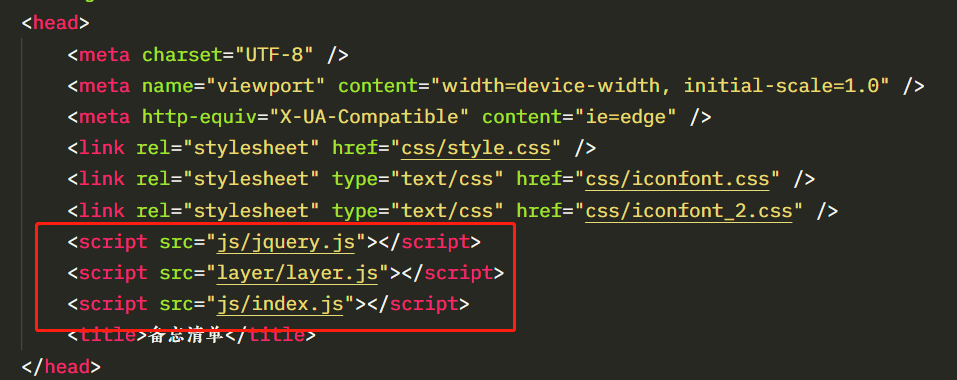 <head>
<meta charset="UTF-8" />
<meta name="viewport" content="width=device-width, initial-scale=1.0" />
<meta http-equiv="X-UA-Compatible" content="ie=edge" />
<link rel="stylesheet" href="css/style.css" />
<link rel="stylesheet" type="text/css" href="css/iconfont.css" />
<link rel="stylesheet" type="text/css" href="css/iconfont_2.css" />
<script src="js/jquery.js"></script>
<script src="layer/layer.js"></script>
<script src="js/index.js"></script>
<title>备忘清单</title>
</head>